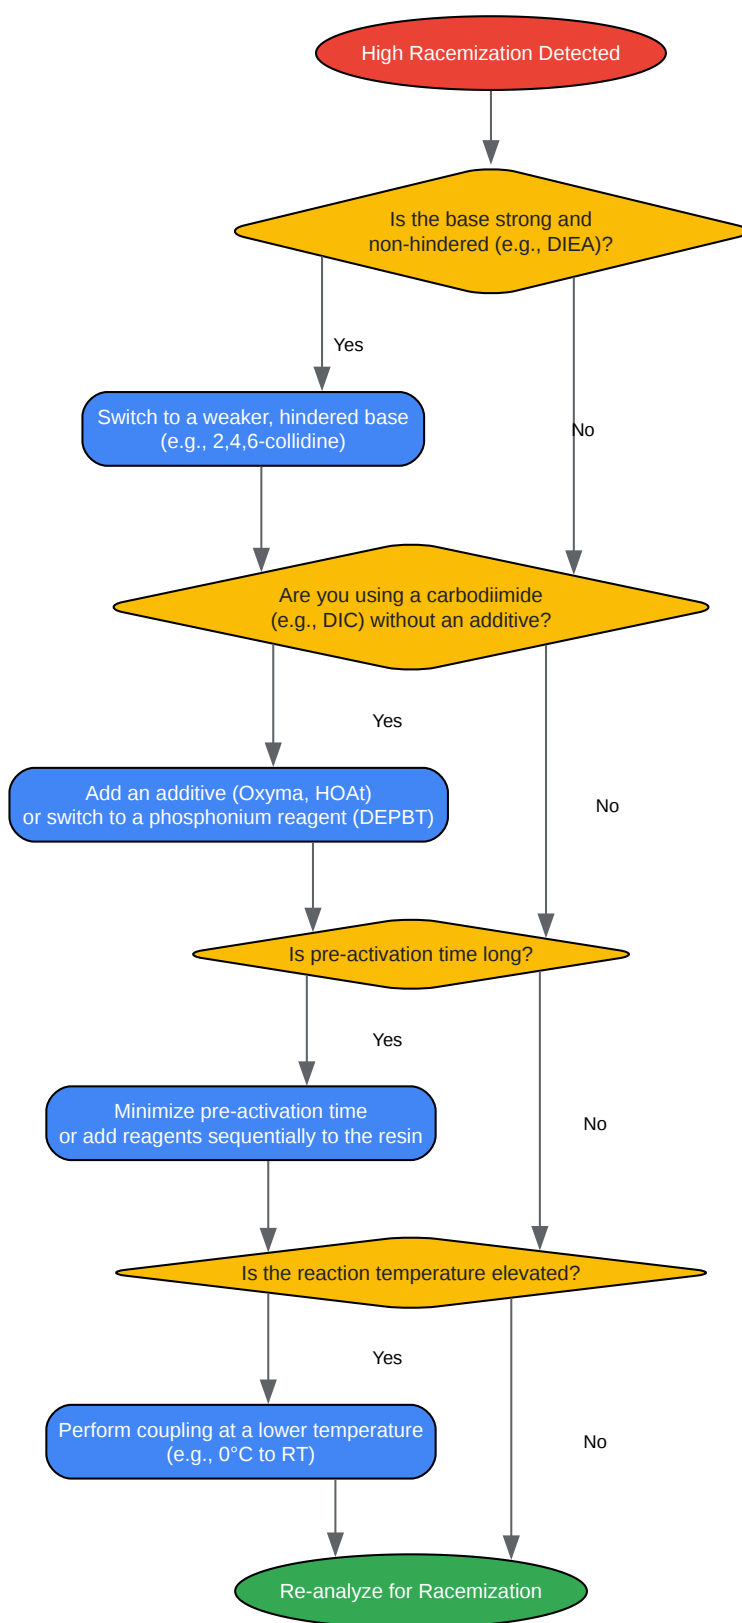 High Racemization Detected
Is the base strong and
non-hindered (e.g., DIEA)?
Yes
Switch to a weaker, hindered base
(e.g., 2,4,6-collidine)
No
Are you using a carbodiimide
(e.g., DIC) without an additive?
Yes
Add an additive (Oxyma, HOAt)
or switch to a phosphonium reagent (DEPBT)
No
Is pre-activation time long?
Yes
Minimize pre-activation time
or add reagents sequentially to the resin
No
Is the reaction temperature elevated?
Yes
Perform coupling at a lower temperature
(e.g., 0°C to RT)
No
Re-analyze for Racemization